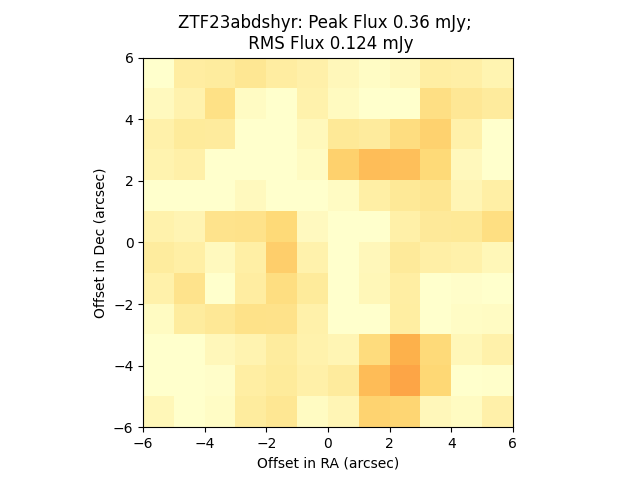 ZTF23abdshyr: Peak Flux 0.36 mJy;
RMS Flux 0.124 mJy
6
4
2
0
−2
−4
−6
Offset in Dec (arcsec)
−6 −4 −2 0 2 4 6
Offset in RA (arcsec)